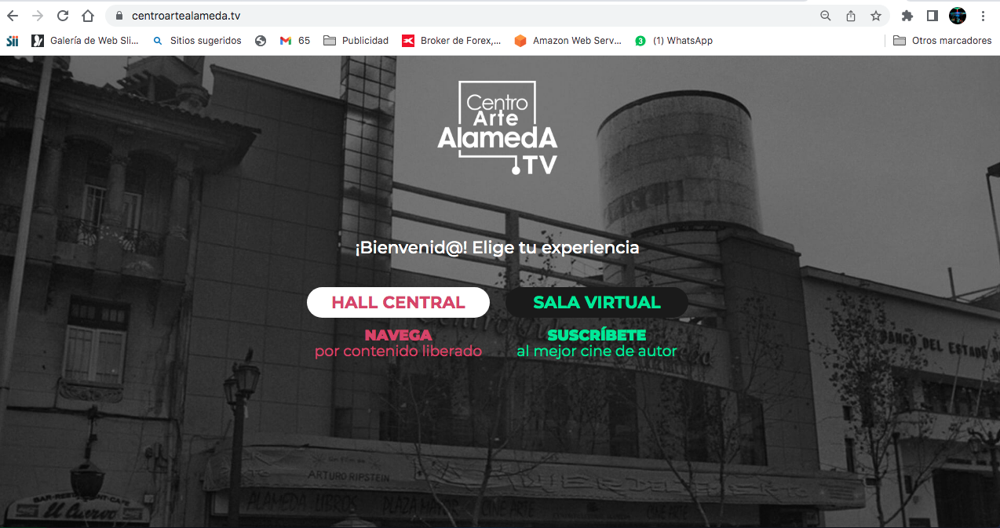 centroartealameda.tv
Sii Galería de Web Sli... Sitios sugeridos 65 Publicidad Broker de Forex,... Amazon Web Serv... 3 (1) WhatsApp Otros marcadores
Centro
Arte
AlamedA
.TV
¡Bienvenid@! Elige tu experiencia
HALL CENTRAL SALA VIRTUAL
NAVEGA SUSCRÍBETE
por contenido liberado al mejor cine de autor
BANCO DEL ESTADO
ARTURO RIPSTEIN
BAR-RESTAURANT-CAFE
El Cuervo
ALAMEDA LIBROS PLAZA MAYOR CINE ARTE CINE ARTE